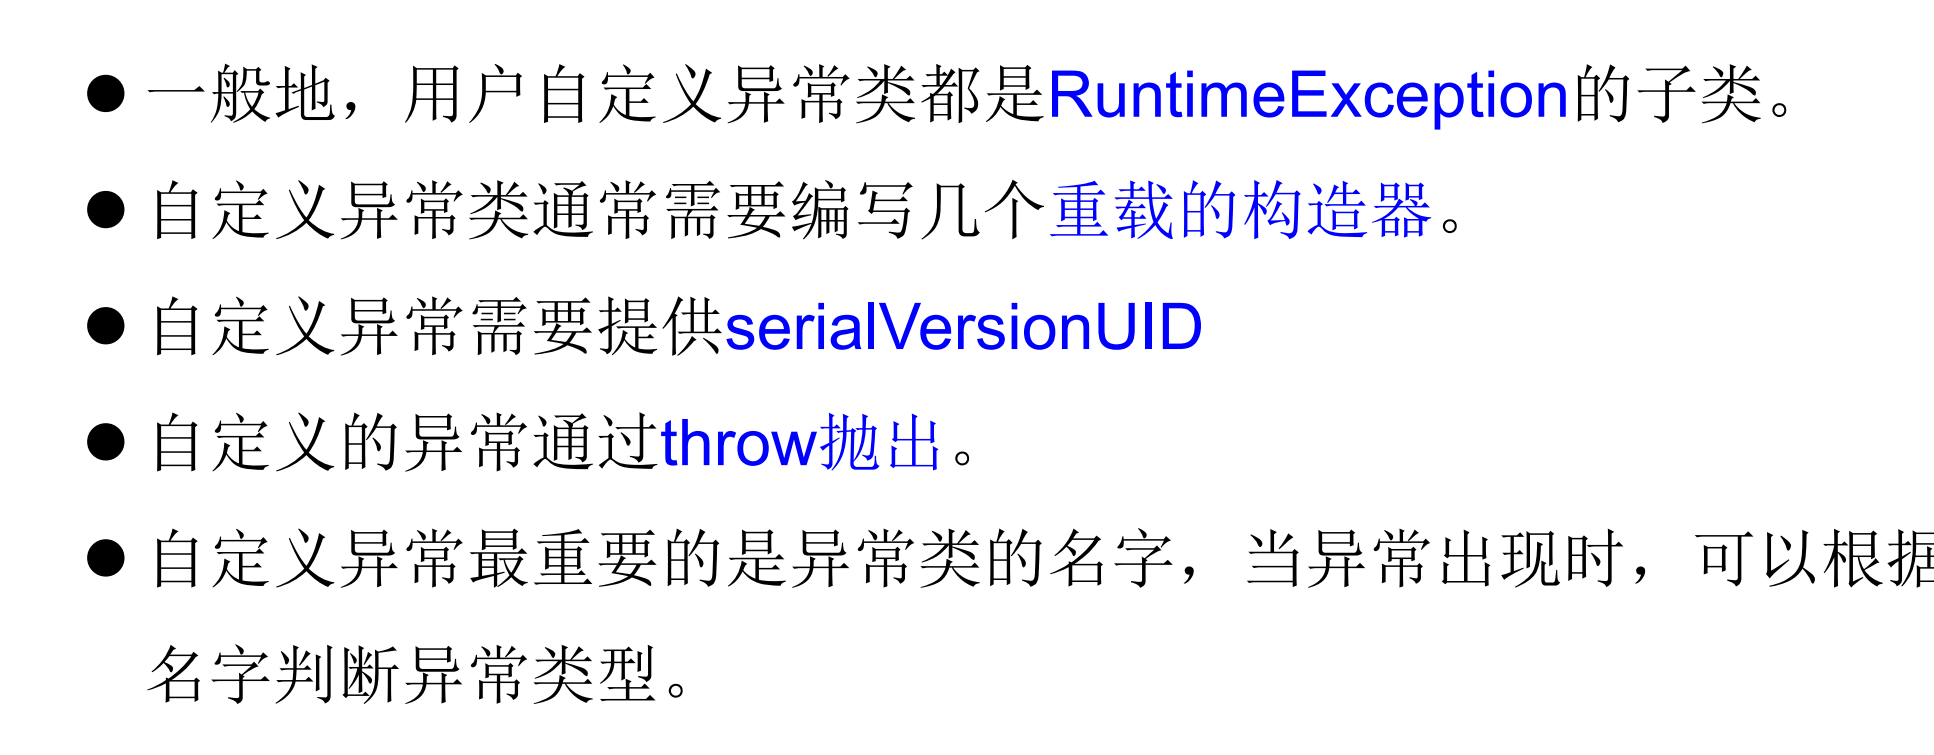 ●一般地，用户自定义异常类都是RuntimeException的子类。
●自定义异常类通常需要编写几个重载的构造器。
●自定义异常需要提供serialVersionUID
●自定义的异常通过throw抛出。
●自定义异常最重要的是异常类的名字，当异常出现时，可以根据
名字判断异常类型。